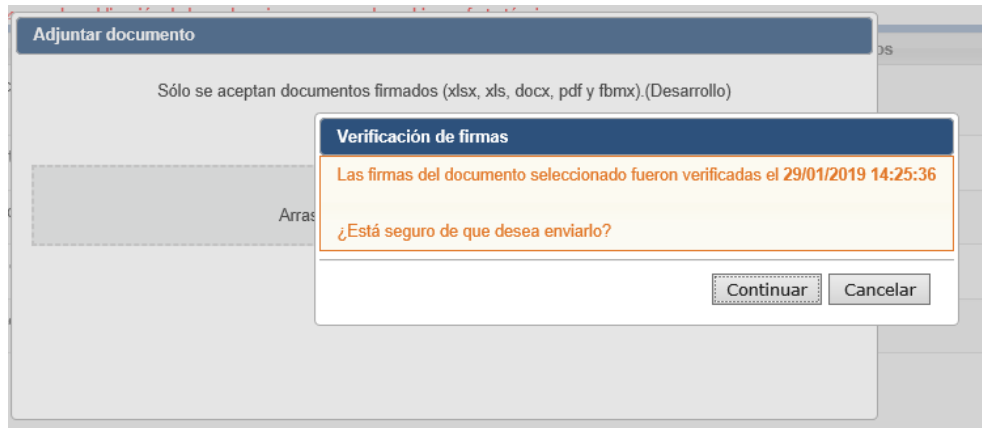 Adjuntar documento
os
Sólo se aceptan documentos firmados (xlsx, xls, docx, pdf y fbmx).(Desarrollo)
Verificación de firmas
Las firmas del documento seleccionado fueron verificadas el 29/01/2019 14:25:36
Arras
¿Está seguro de que desea enviarlo?
Continuar
Cancelar